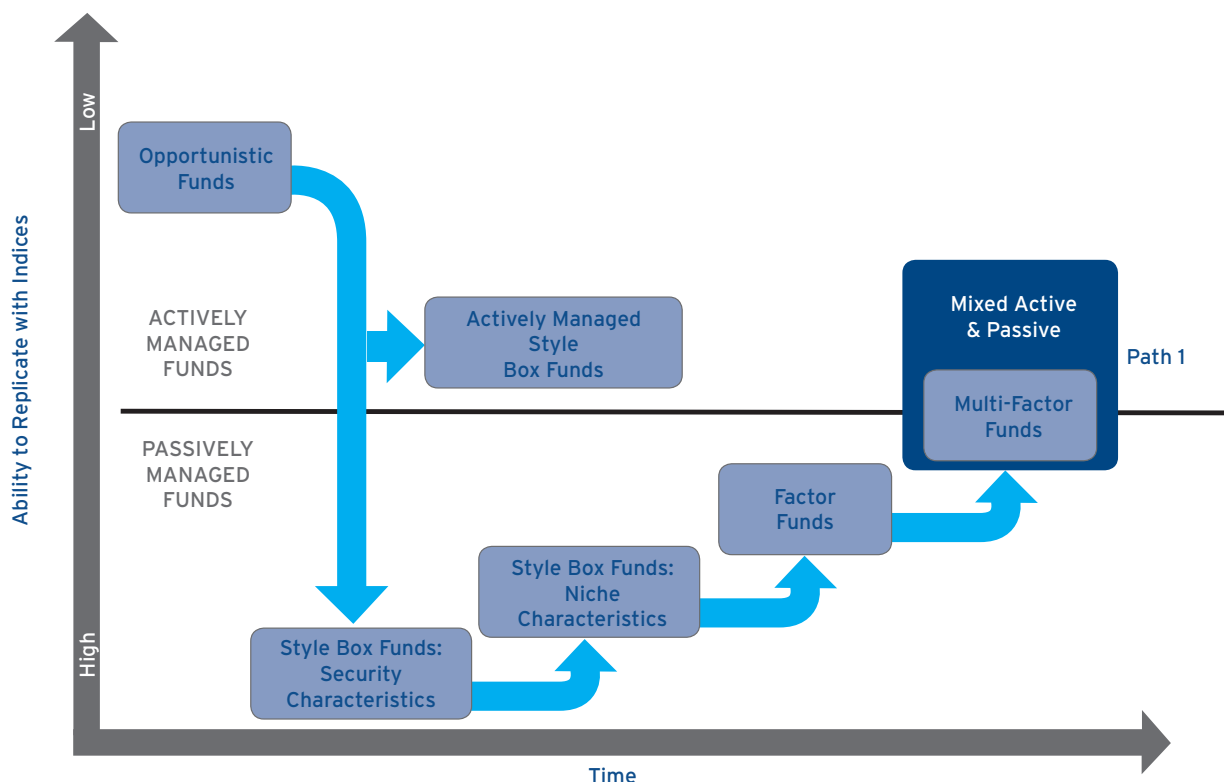 Low
Opportunistic
Funds
Ability to Replicate with Indices
ACTIVELY
MANAGED
FUNDS
Actively Managed
Style
Box Funds
Mixed Active
& Passive
Path 1
Multi-Factor
Funds
PASSIVELY
MANAGED
FUNDS
Factor
Funds
Style Box Funds:
Niche
Characteristics
High
Style Box Funds:
Security
Characteristics
Time